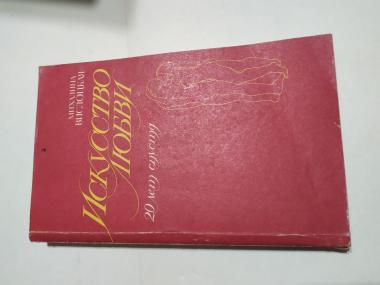 МИХАЛИНА
ВИСЛОЦКАЯ
ИСКУССТВО
ЛЮБВИ
20 лет спустя